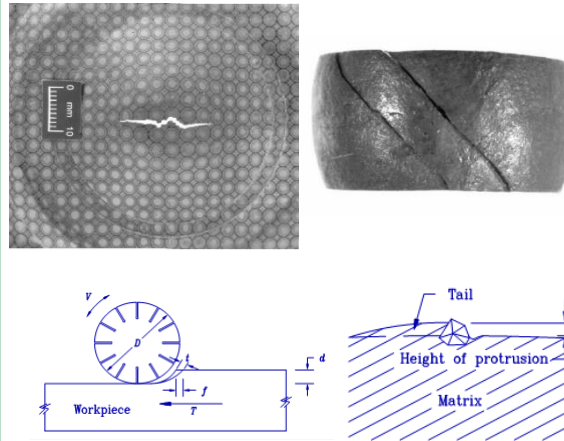 0
mm
10
Tail
V
D
t
d
Height of protrusion
f
Workpiece
T
Matrix